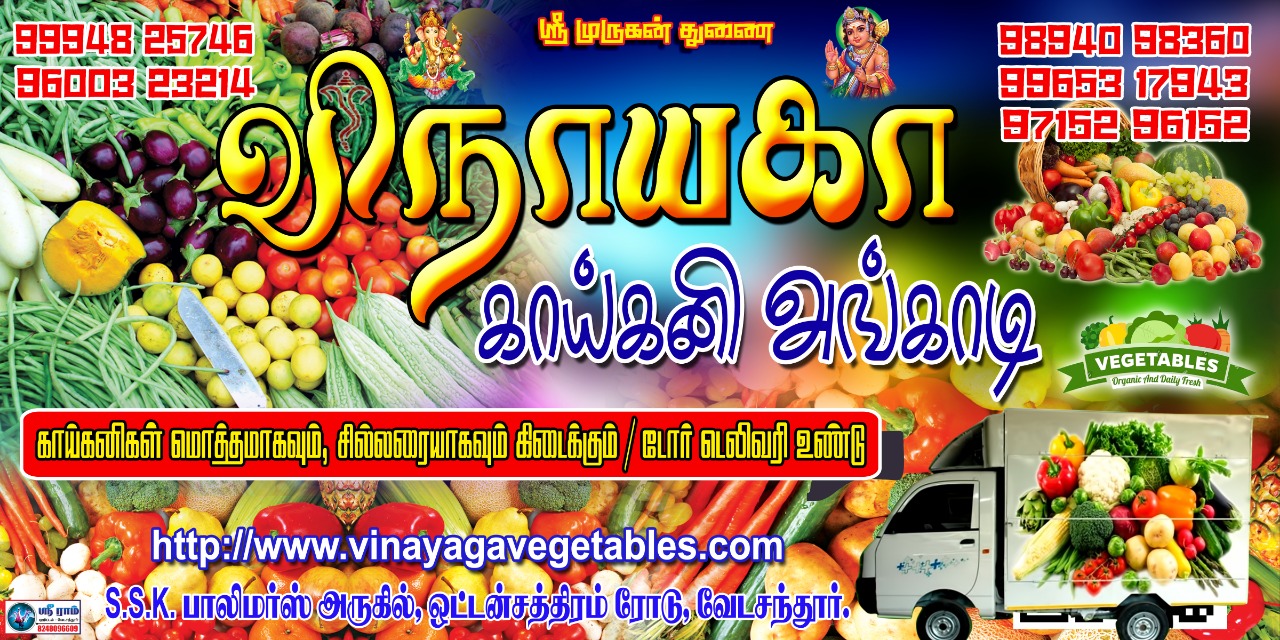 ஸ்ரீ முருகன் துணை
99948 25746
96003 23214
98940 98360
99653 17943
97152 96152
விநாயகா
காய்கனி அங்காடி
VEGETABLES
Organic And Daily Fresh
காய்கனிகள் மொத்தமாகவும், சில்லரையாகவும் கிடைக்கும் / டோர் டெலிவரி உண்டு
http://www.vinayagavegetables.com
S.S.K. பாலிமர்ஸ் அருகில், ஒட்டன்சத்திரம் ரோடு, வேடசந்தூர்.
ஸ்ரீ ராம்
8248096609